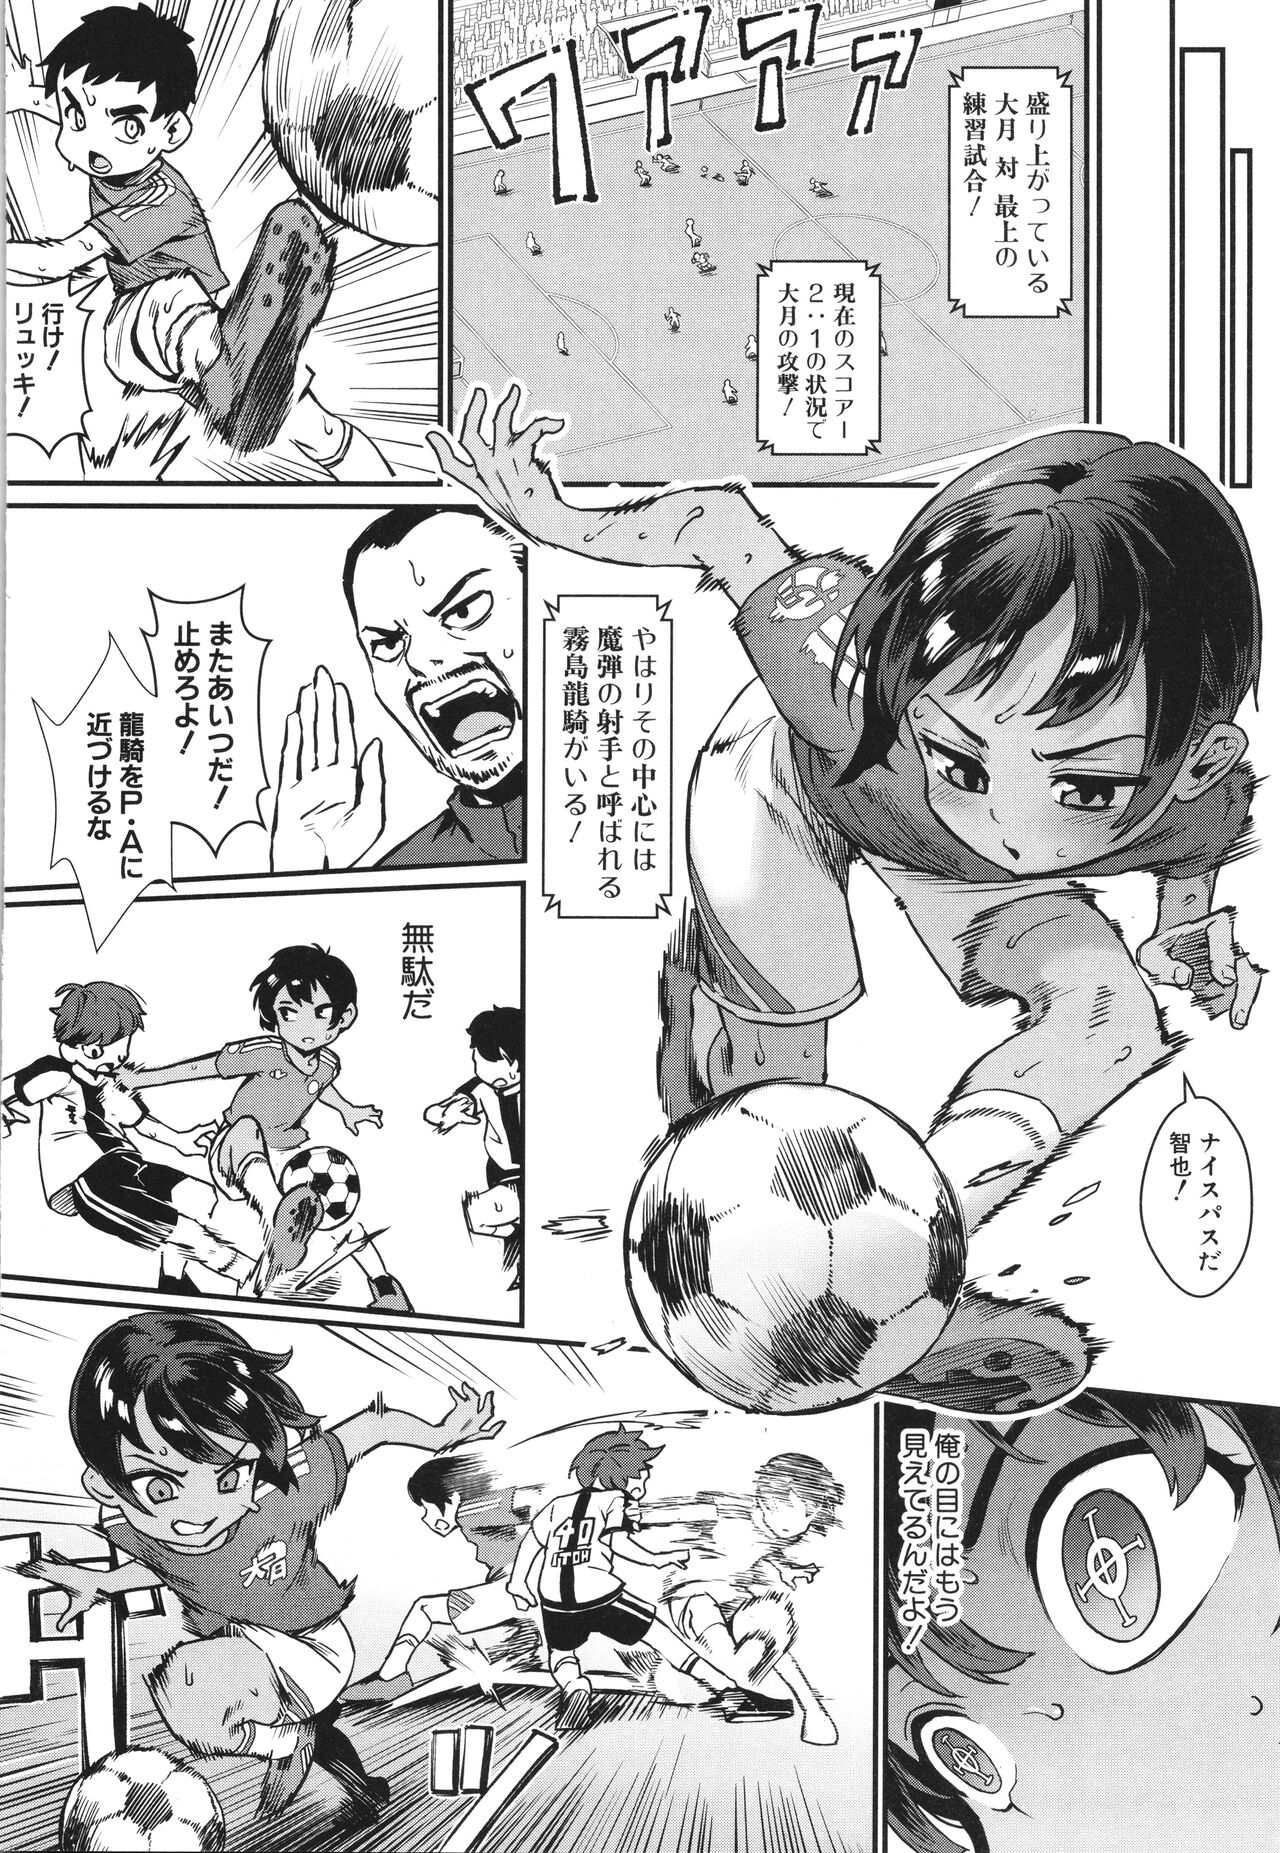 盛り上がっている
大月 対 最上の
練習試合！
ワアアアア
現在のスコアー
2：1の状況で
大月の攻撃！
行け！
リュッキ！
ナイスパスだ
智也！
やはりその中心には
魔弾の射手と呼ばれる
霧島龍騎がいる！
またあいつだ！
止めろよ！
龍騎をP・Aに
近づけるな
無駄だ
俺の目にはもう
見えてるんだよ！
40
ITOH
大月